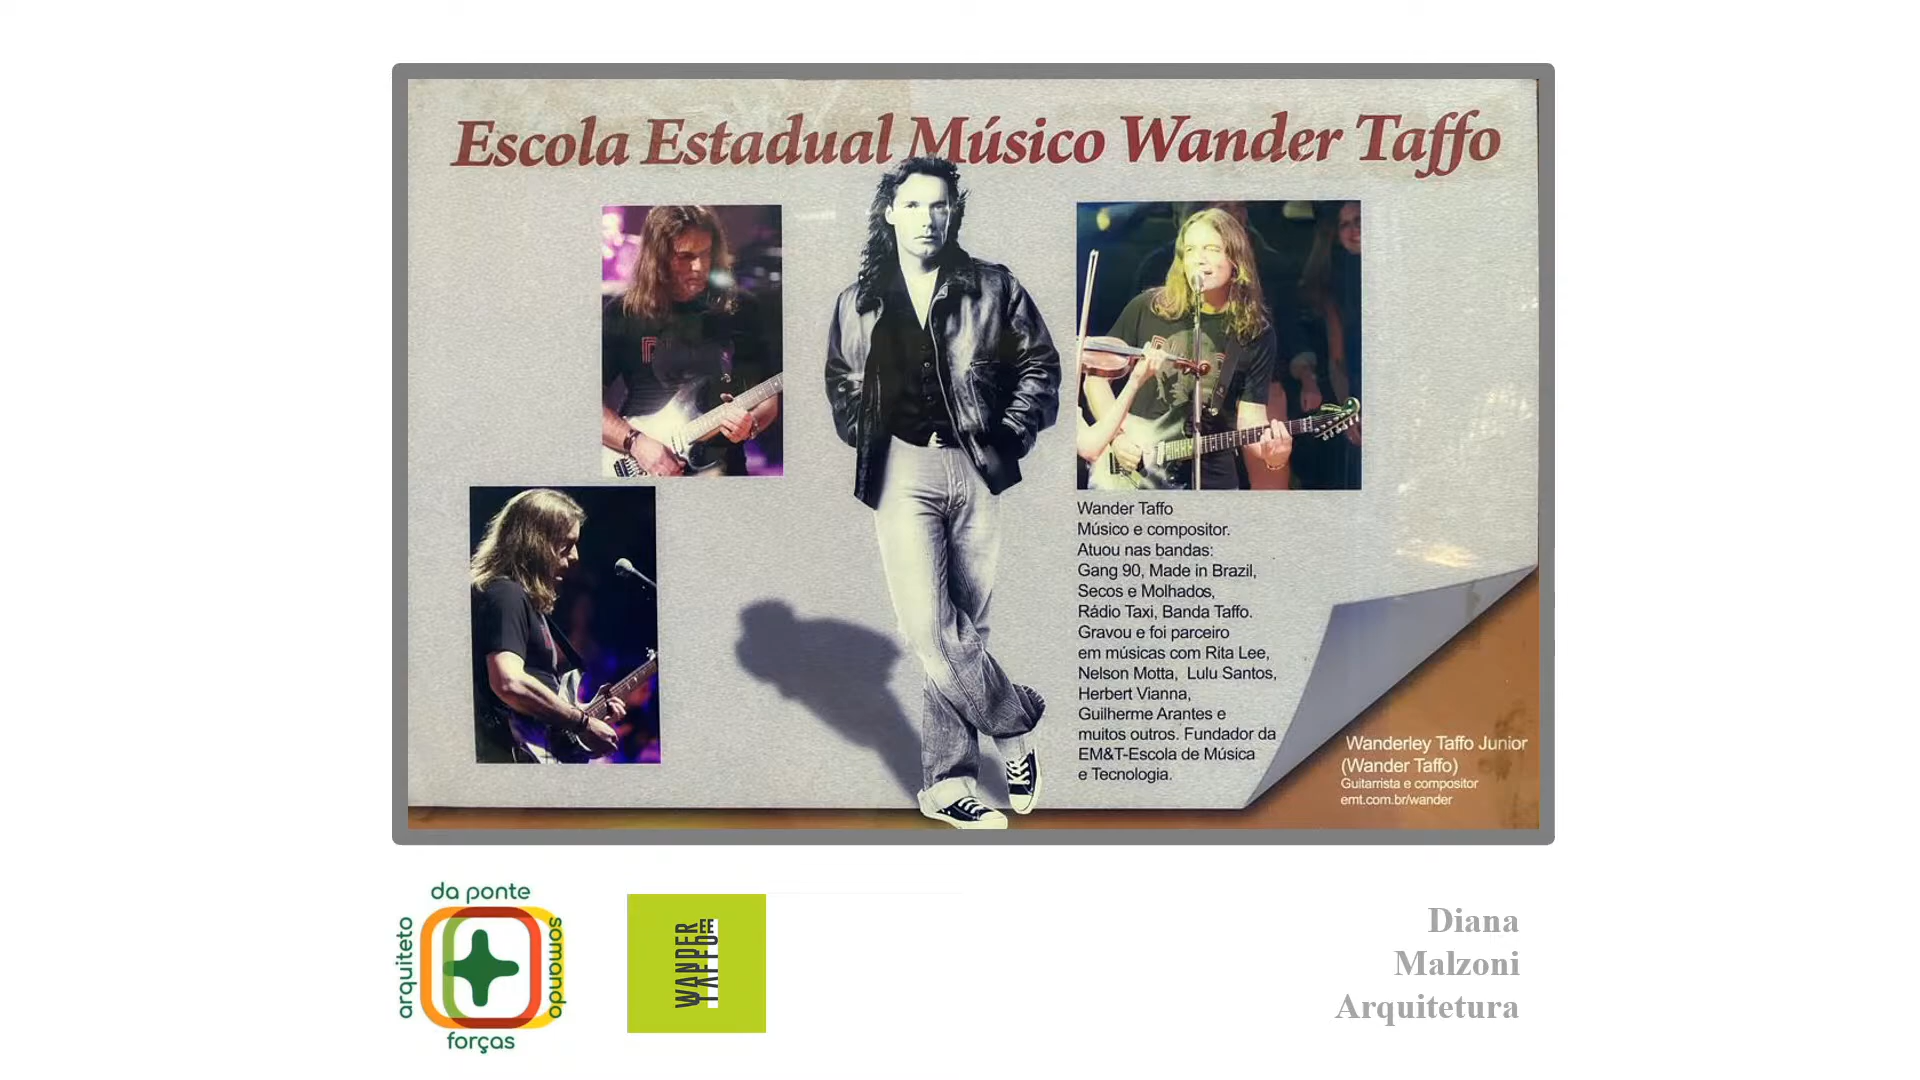 Escola Estadual Músico Wander Taffo
Wander Taffo
Músico e compositor.
Atuou nas bandas:
Gang 90, Made in Brazil,
Secos e Molhados,
Rádio Taxi, Banda Taffo.
Gravou e foi parceiro
em músicas com Rita Lee,
Nelson Motta, Lulu Santos,
Herbert Vianna,
Guilherme Arantes e
muitos outros. Fundador da
EM&T-Escola de Música
e Tecnologia.
Wanderley Taffo Junior
(Wander Taffo)
Guitarrista e compositor
emt.com.br/wander
da ponte
arquiteto
somando
forças
EE
WANDER
TAFFO
Diana
Malzoni
Arquitetura